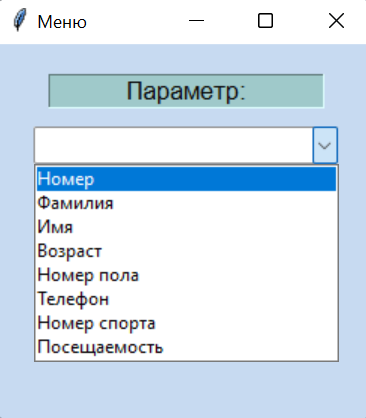 Меню
Параметр:
Номер
Фамилия
Имя
Возраст
Номер пола
Телефон
Номер спорта
Посещаемость